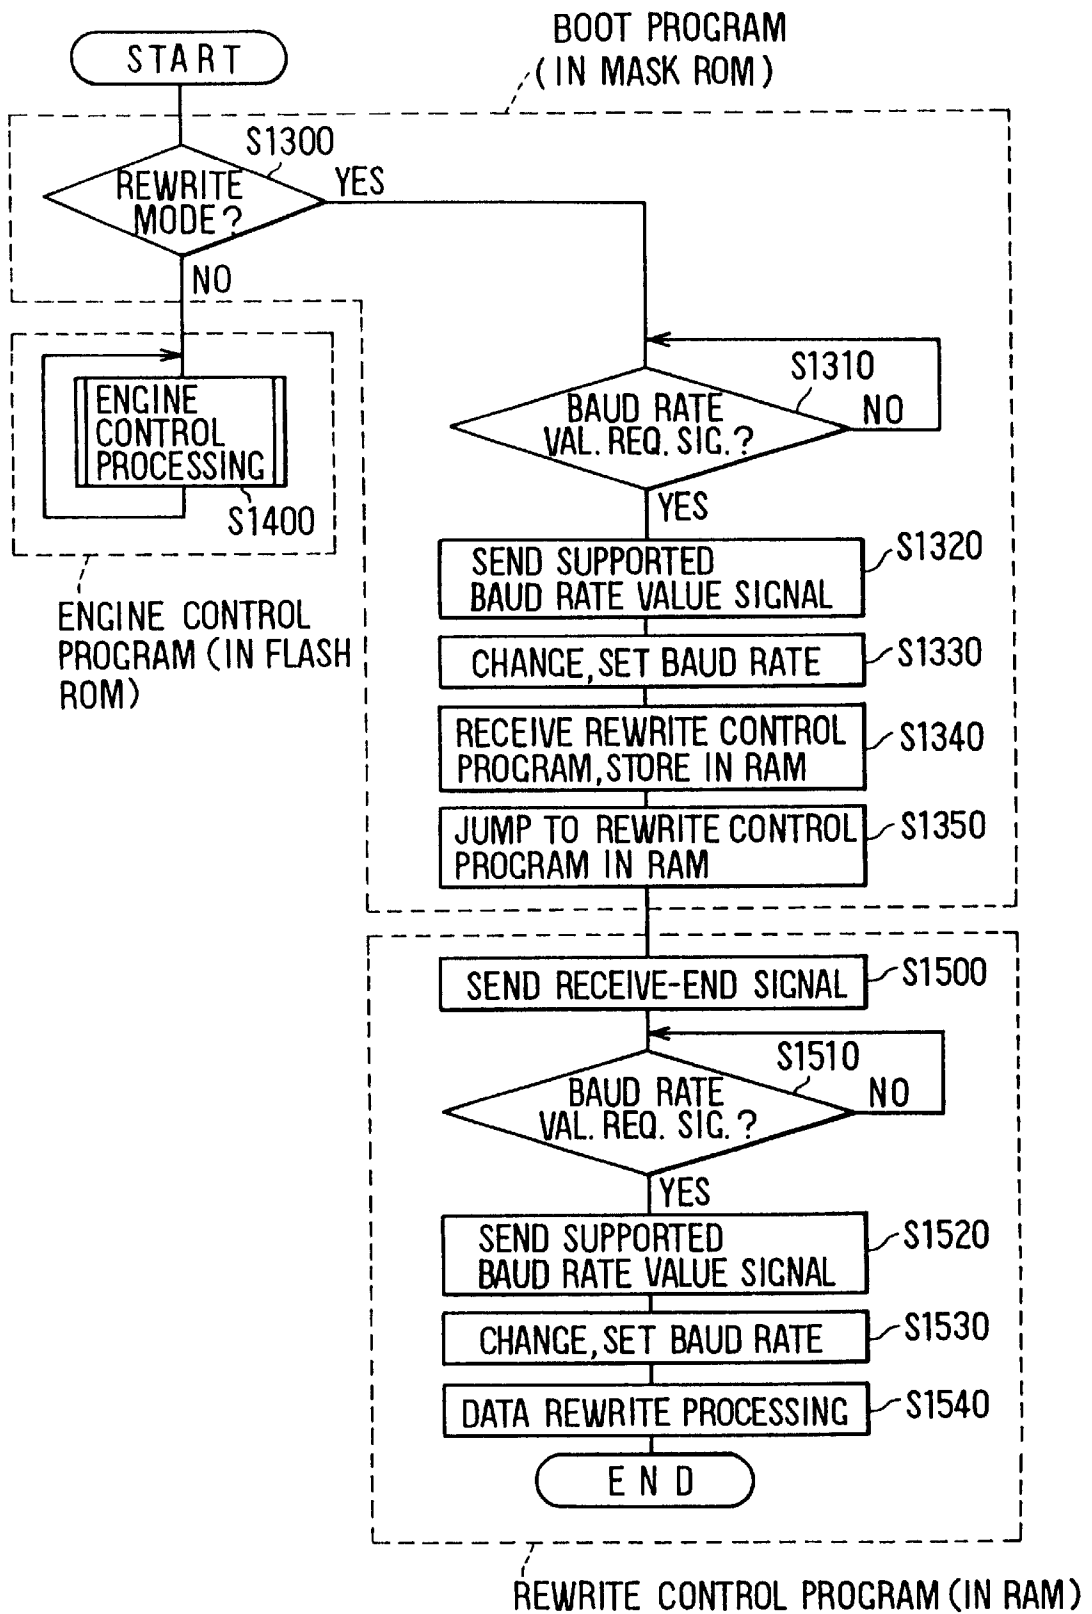 BOOT PROGRAM
(IN MASK ROM)
START
S1300
REWRITE
MODE?
YES
NO
ENGINE
CONTROL
PROCESSING
S1400
ENGINE CONTROL
PROGRAM (IN FLASH
ROM)
S1310
BAUD RATE
VAL. REQ. SIG.?
NO
YES
SEND SUPPORTED
BAUD RATE VALUE SIGNAL
S1320
CHANGE, SET BAUD RATE
S1330
RECEIVE REWRITE CONTROL
PROGRAM, STORE IN RAM
S1340
JUMP TO REWRITE CONTROL
PROGRAM IN RAM
S1350
SEND RECEIVE-END SIGNAL
S1500
S1510
BAUD RATE
VAL. REQ. SIG.?
NO
YES
SEND SUPPORTED
BAUD RATE VALUE SIGNAL
S1520
CHANGE, SET BAUD RATE
S1530
DATA REWRITE PROCESSING
S1540
END
REWRITE CONTROL PROGRAM (IN RAM)